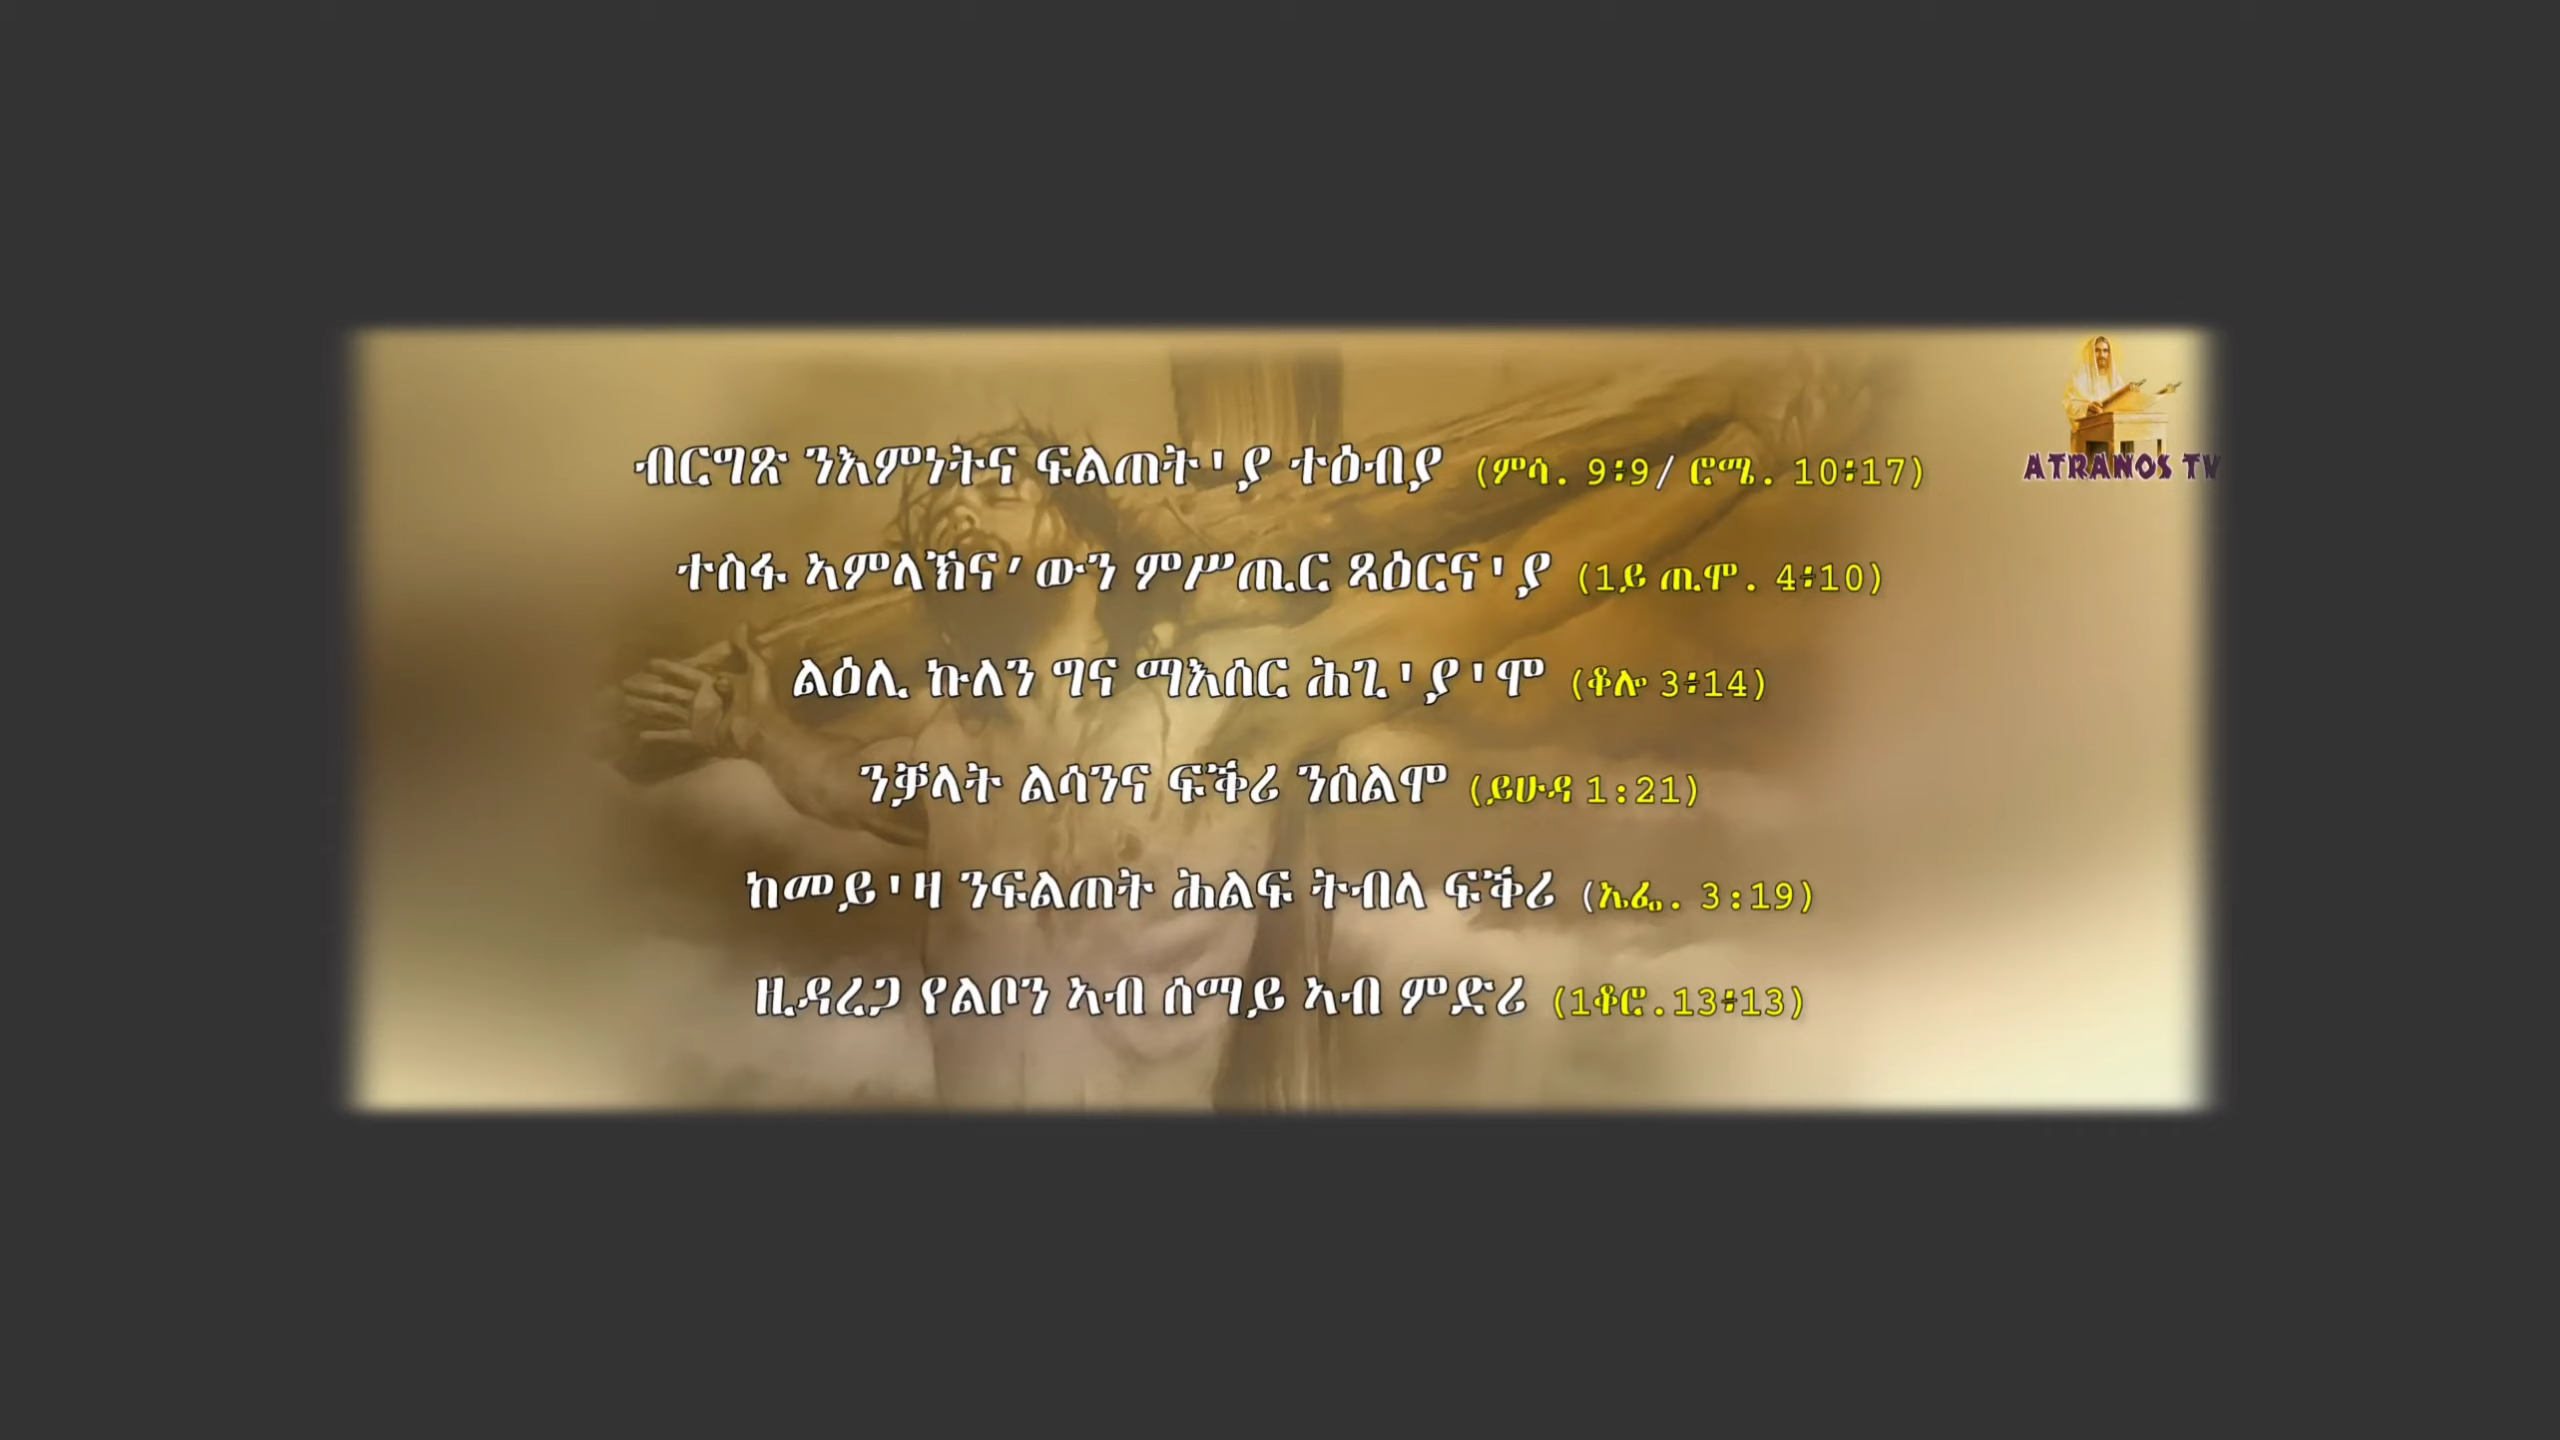 ብርግጽ ንእምነትና ፍልጠት'ያ ተዕብያ (ምሳ. 9፥9/ ሮሜ. 10፥17)
ATRANOS TV
ተስፋ ኣምላኽና’ውን ምሥጢር ጻዕርና'ያ (1ይ ጢሞ. 4፥10)
ልዕሊ ኩለን ግና ማእሰር ሕጊ'ያ'ሞ (ቆሎ 3፥14)
ንቓላት ልሳንና ፍቕሪ ንሰልሞ (ይሁዳ 1:21)
ከመይ'ዛ ንፍልጠት ሕልፍ ትብላ ፍቕሪ (ኤፌ. 3:19)
ዚዳረጋ የልቦን ኣብ ሰማይ ኣብ ምድሪ (1ቆሮ.13፥13)